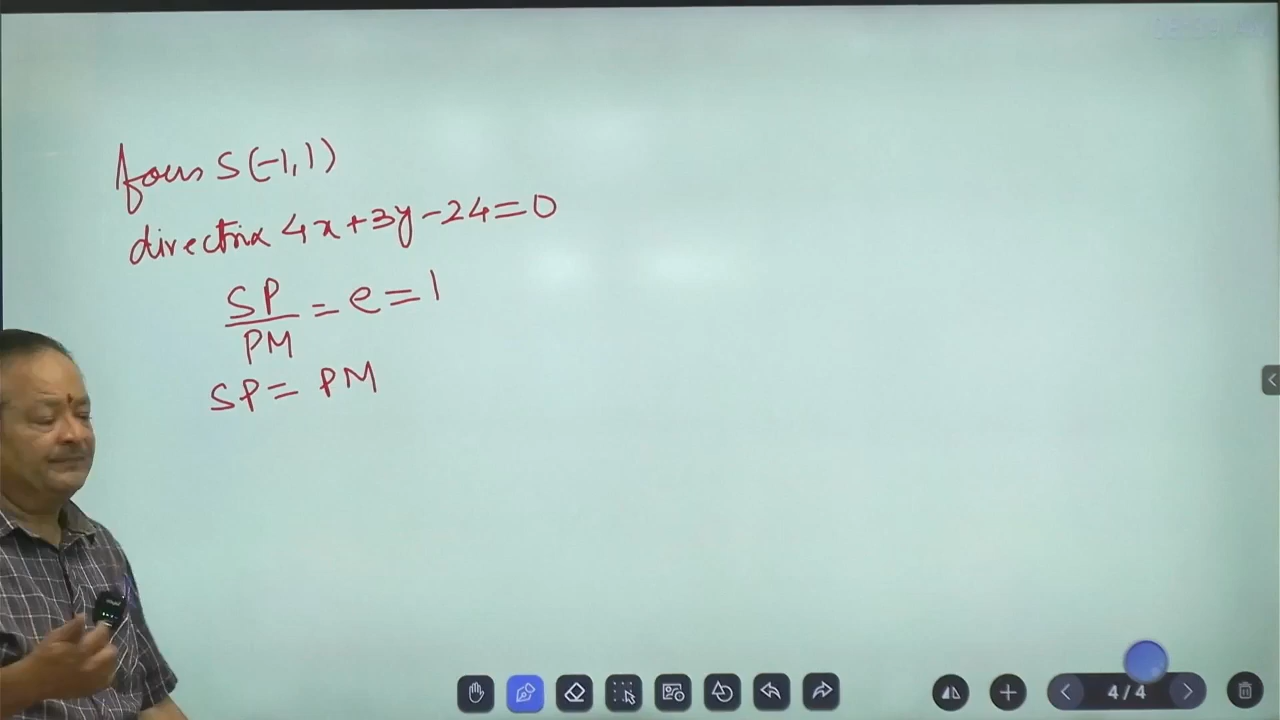 focus S(-1,1)
directrix 4x+3y-24=0
SP/PM = e = 1
SP = PM
4 / 4